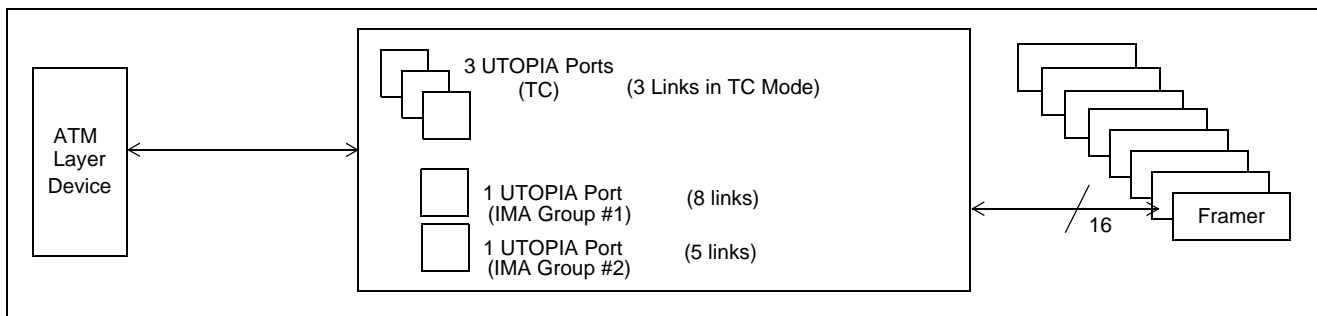 ATM
Layer
Device
3 UTOPIA Ports
(TC)
(3 Links in TC Mode)
1 UTOPIA Port
(IMA Group #1)
(8 links)
1 UTOPIA Port
(IMA Group #2)
(5 links)
16
Framer